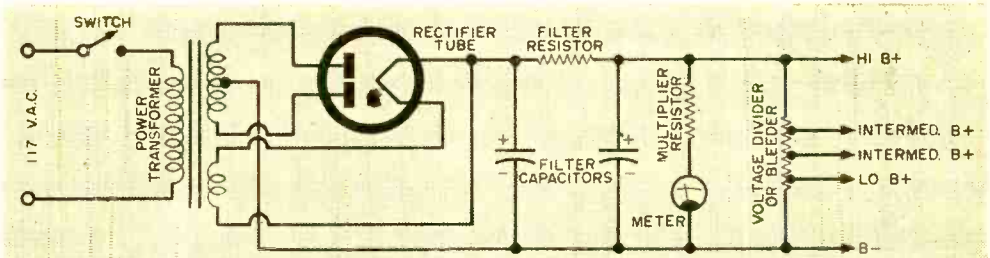 SWITCH
117 V.A.C.
POWER
TRANSFORMER
RECTIFIER
TUBE
FILTER
RESISTOR
+
-
FILTER
CAPACITORS
+
-
MULTIPLIER
RESISTOR
METER
VOLTAGE DIVIDER
OR BLEEDER
HI B+
INTERMED. B+
INTERMED. B+
LO B+
B-